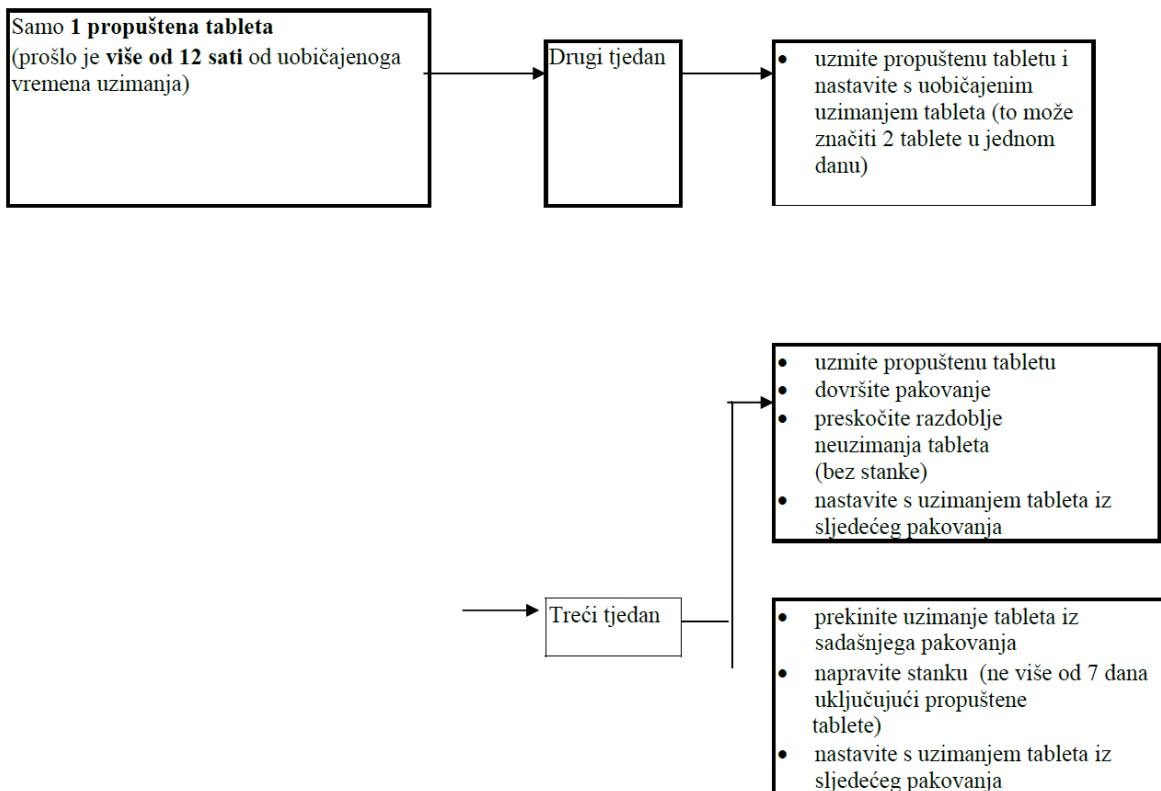 Samo 1 propuštena tableta
(prošlo je više od 12 sati od uobičajenoga
vremena uzimanja)
Drugi tjedan
• uzmite propuštenu tabletu i
nastavite s uobičajenim
uzimanjem tableta (to može
značiti 2 tablete u jednom
danu)
• uzmite propuštenu tabletu
• dovršite pakovanje
• preskočite razdoblje
neuzimanja tableta
(bez stanke)
• nastavite s uzimanjem tableta iz
sljedećeg pakovanja
Treći tjedan
• prekinite uzimanje tableta iz
sadašnjega pakovanja
• napravite stanku (ne više od 7 dana
uključujući propuštene
tablete)
• nastavite s uzimanjem tableta iz
sljedećeg pakovanja